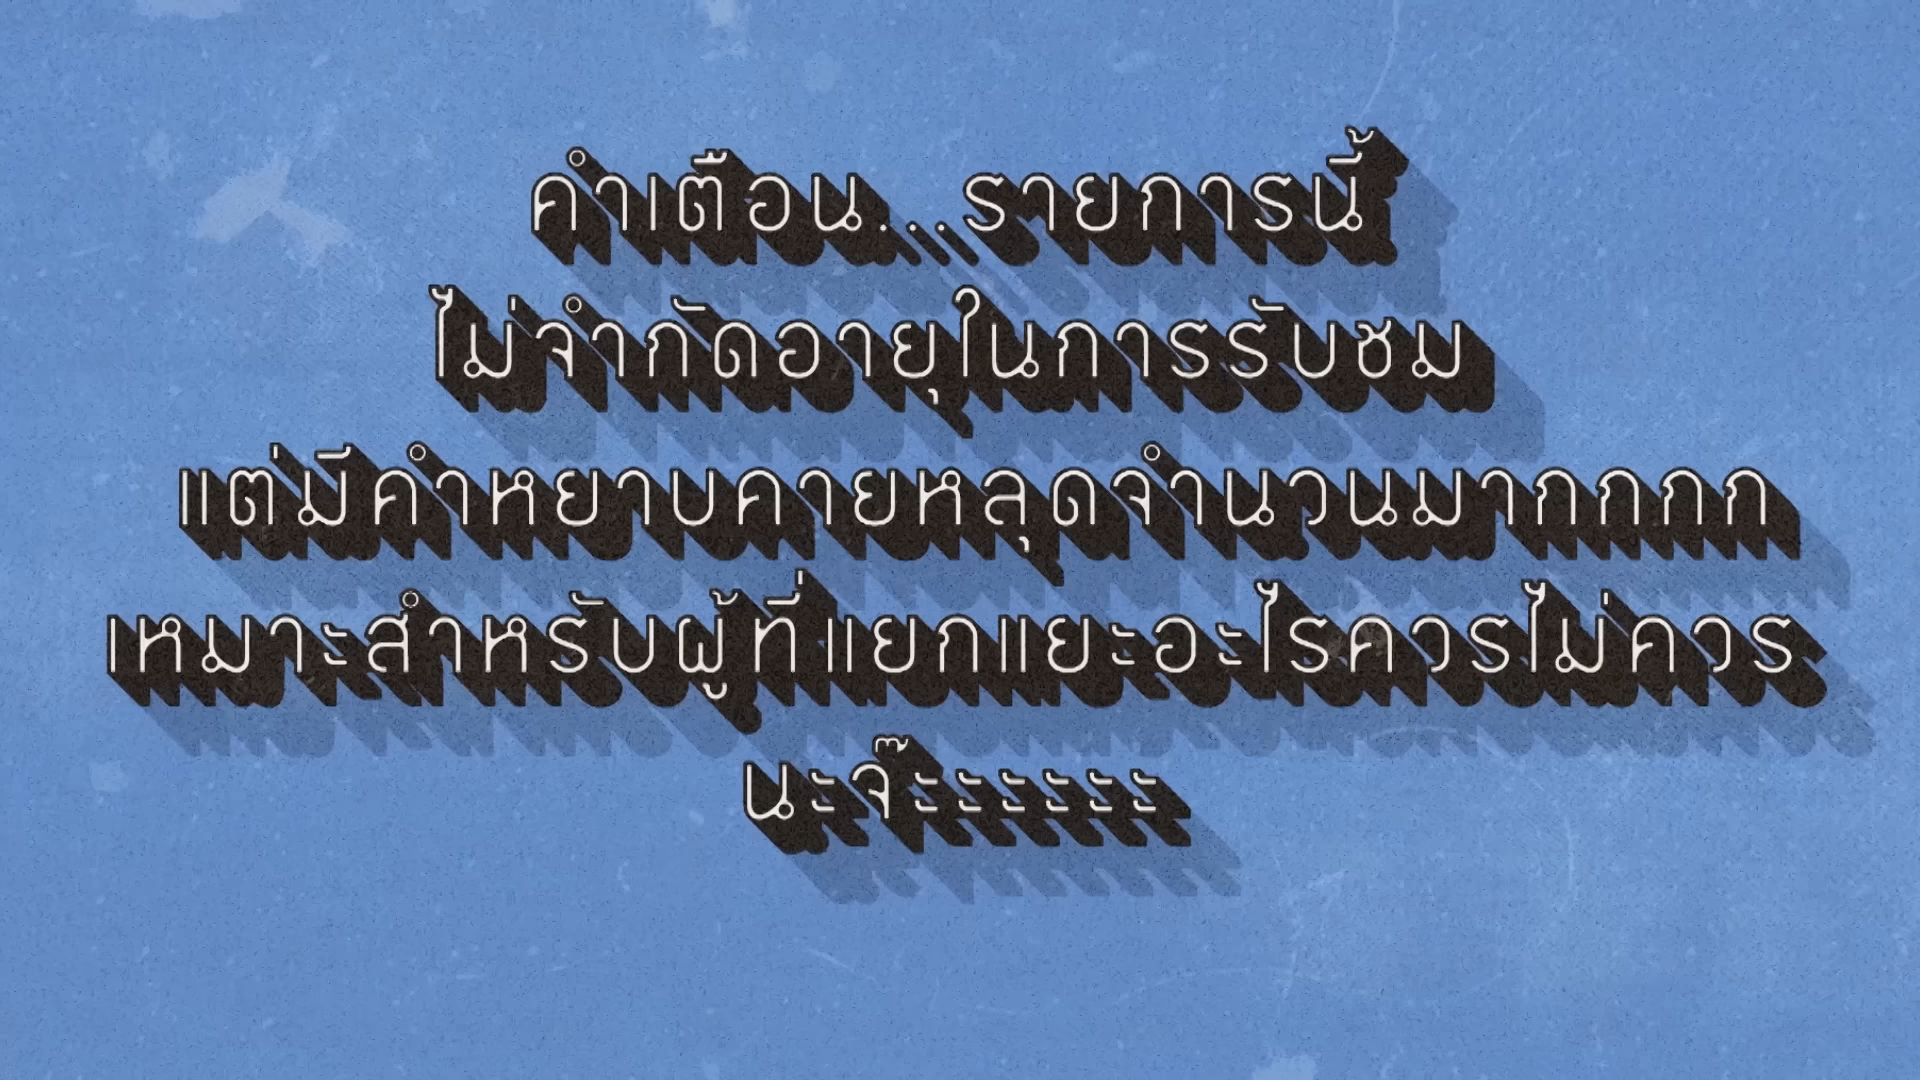 คำเตือน...รายการนี้
ไม่จำกัดอายุในการรับชม
แต่มีคำหยาบคายหลุดจำนวนมากกกก
เหมาะสำหรับผู้ที่แยกแยะอะไรควรไม่ควร
นะจ๊ะะะะะะ